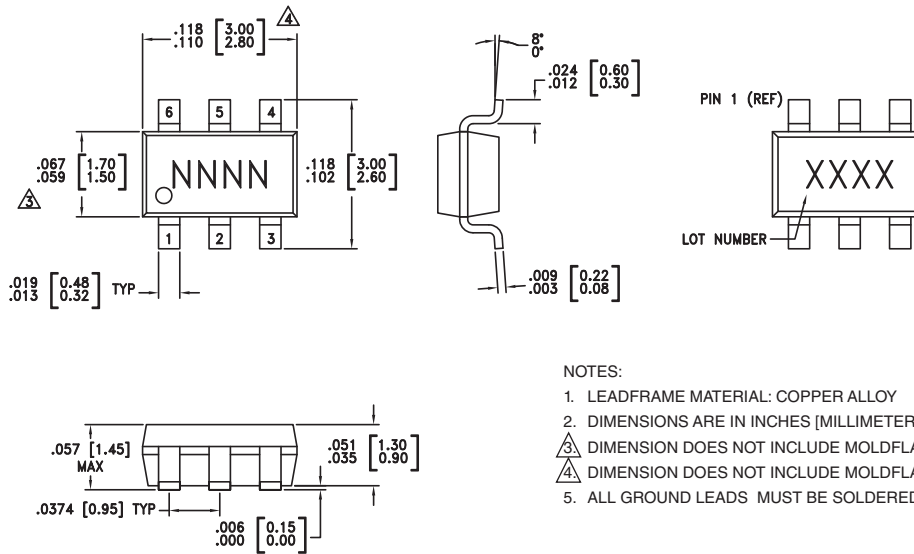 .118 [3.00]
.110 [2.80]
4
8°
0°
.024 [0.60]
.012 [0.30]
PIN 1 (REF)
6 5 4
.067 [1.70]
.059 [1.50]
3
NNNN
.118 [3.00]
.102 [2.60]
XXXX
LOT NUMBER
1 2 3
.019 [0.48] TYP
.013 [0.32]
.009 [0.22]
.003 [0.08]
.057 [1.45]
MAX
.051 [1.30]
.035 [0.90]
.0374 [0.95] TYP
.006 [0.15]
.000 [0.00]
NOTES:
1. LEADFRAME MATERIAL: COPPER ALLOY
2. DIMENSIONS ARE IN INCHES [MILLIMETER
3. DIMENSION DOES NOT INCLUDE
4. DIMENSION DOES NOT INCLUDE
5. ALL GROUND LEADS MUST BE SOLDERED